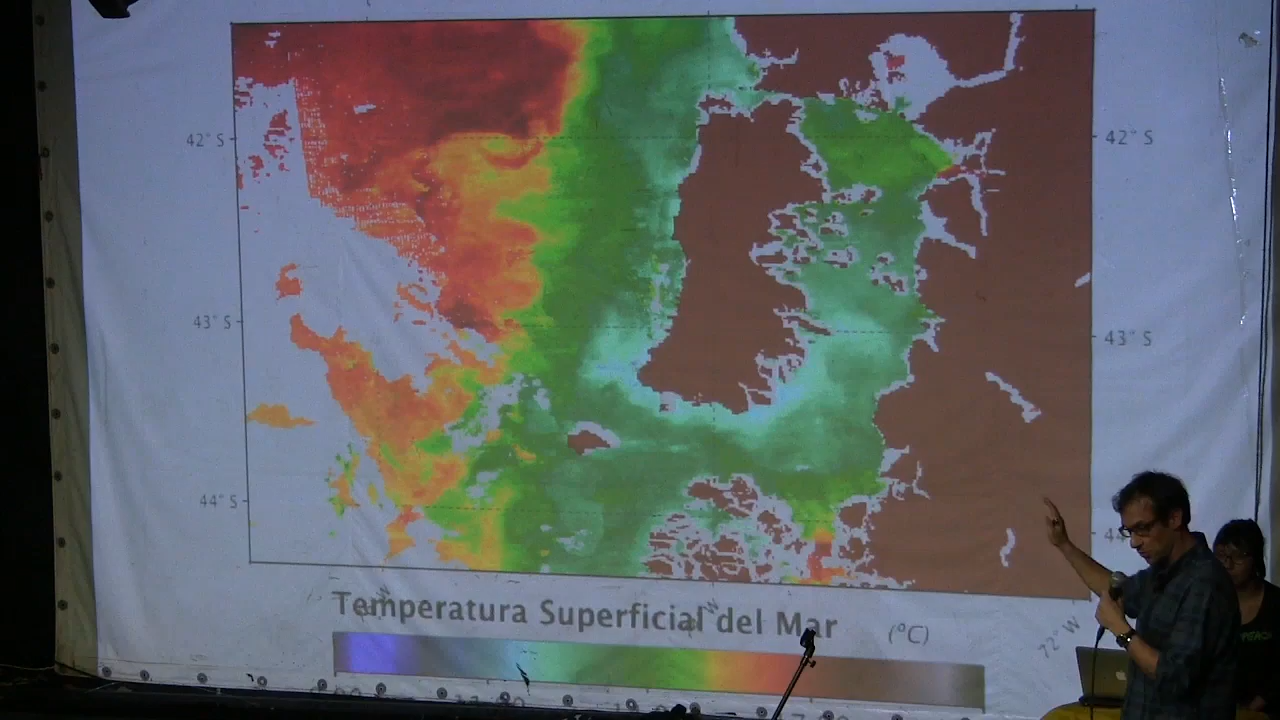 42° S
42° S
43° S
43° S
44° S
Temperatura Superficial del Mar (°C)
72° W